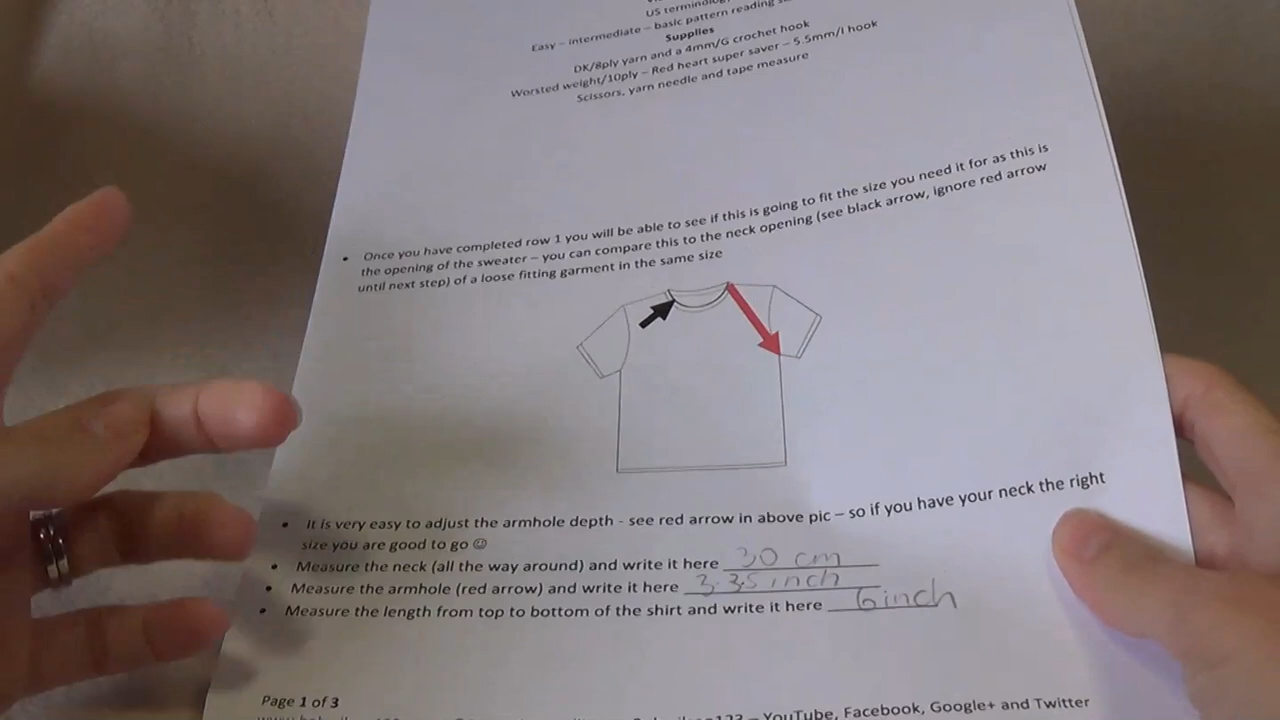 US terminology
Easy – intermediate – basic pattern reading
Supplies
DK/8ply yarn and a 4mm/G crochet hook
Worsted weight/10ply – Red heart super saver – 5.5mm/I hook
Scissors, yarn needle and tape measure
• Once you have completed row 1 you will be able to see if this is going to fit the size you need it for as this is
the opening of the sweater – you can compare this to the neck opening (see black arrow, ignore red arrow
until next step) of a loose fitting garment in the same size
• It is very easy to adjust the armhole depth - see red arrow in above pic – so if you have your neck the right
size you are good to go ☺
• Measure the neck (all the way around) and write it here 30 cm
• Measure the armhole (red arrow) and write it here 3.35 inch
• Measure the length from top to bottom of the shirt and write it here 6 inch
Page 1 of 3
– YouTube, Facebook, Google+ and Twitter